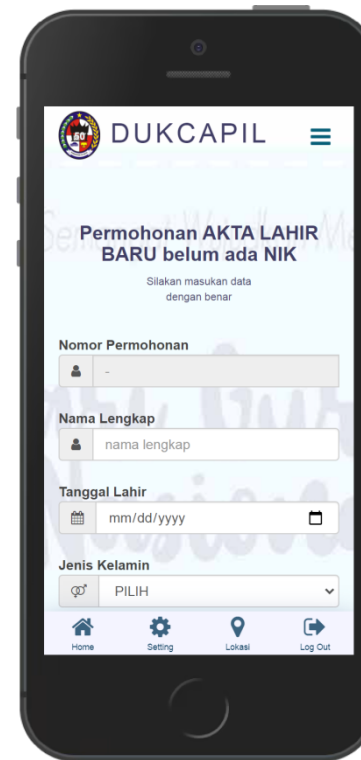 DUKCAPIL
Permohonan AKTA LAHIR
BARU belum ada NIK
Silakan masukan data
dengan benar
Nomor Permohonan
-
Nama Lengkap
nama lengkap
Tanggal Lahir
mm/dd/yyyy
Jenis Kelamin
PILIH
Home Setting Lokasi Log Out